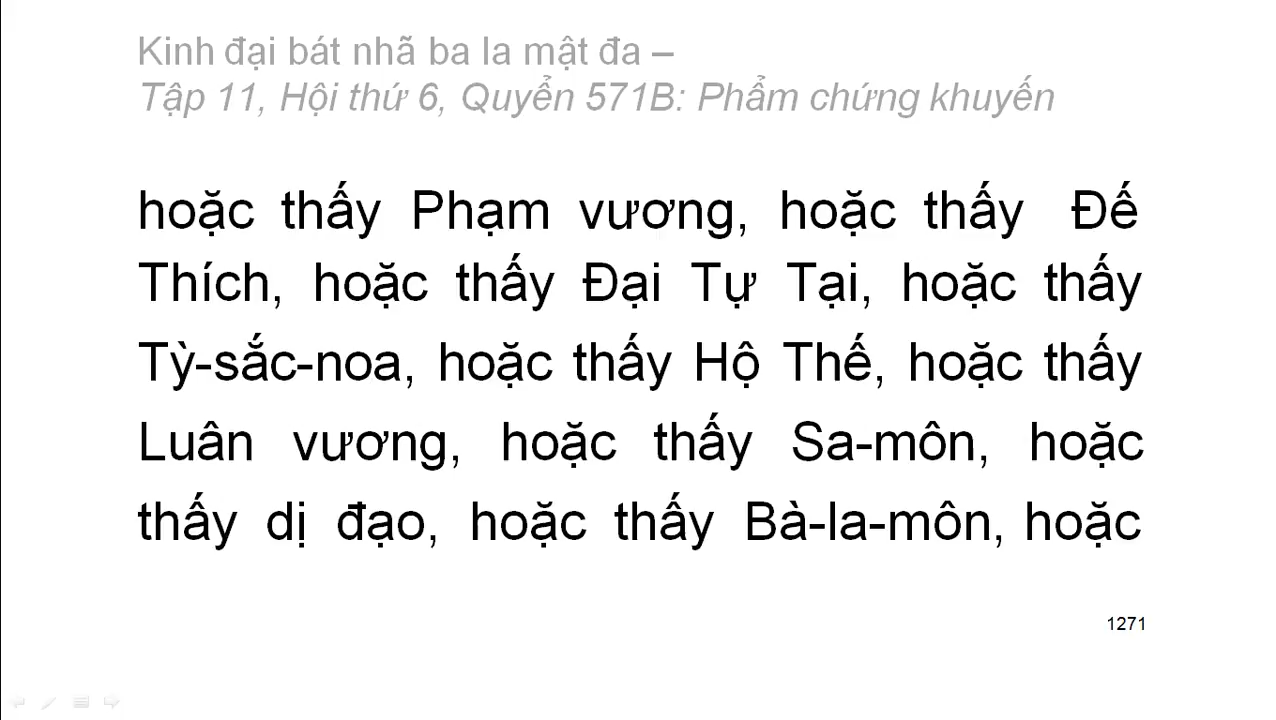 Kinh đại bát nhã ba la mật đa –
Tập 11, Hội thứ 6, Quyển 571B: Phẩm chứng khuyến
hoặc thấy Phạm vương, hoặc thấy Đế
Thích, hoặc thấy Đại Tự Tại, hoặc thấy
Tỳ-sắc-noa, hoặc thấy Hộ Thế, hoặc thấy
Luân vương, hoặc thấy Sa-môn, hoặc
thấy dị đạo, hoặc thấy Bà-la-môn, hoặc
1271